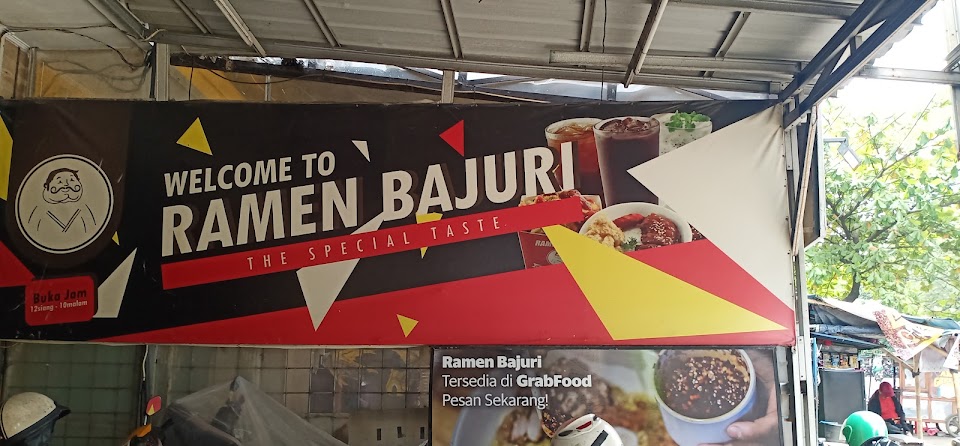 WELCOME TO
RAMEN BAJURI
THE SPECIAL TASTE.
Buka Jam
12siang - 10malam
Ramen Bajuri
Tersedia di GrabFood
Pesan Sekarang!